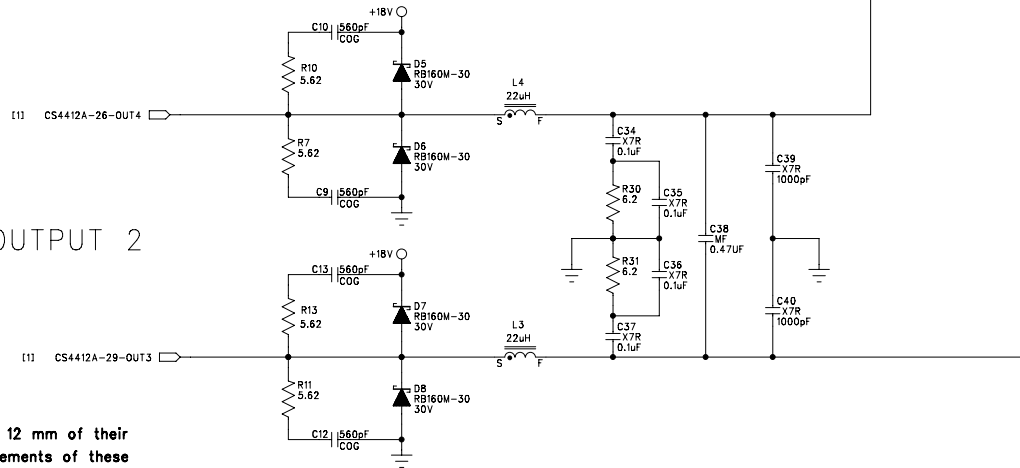 +18V
C10 560pF
COG
R10
5.62
D5
RB160M-30
30V
L4
22uH
[1] CS4412A-26-OUT4
S F
R7
5.62
D6
RB160M-30
30V
C9 560pF
COG
C34
X7R
0.1uF
C39
X7R
1000pF
R30
6.2
C35
X7R
0.1uF
C38
MF
0.47UF
OUTPUT 2
+18V
C13 560pF
COG
R31
6.2
C36
X7R
0.1uF
R13
5.62
D7
RB160M-30
30V
L3
22uH
C37
X7R
0.1uF
C40
X7R
1000pF
[1] CS4412A-29-OUT3
S F
R11
5.62
D8
RB160M-30
30V
C12 560pF
COG
12 mm of their
ements of these